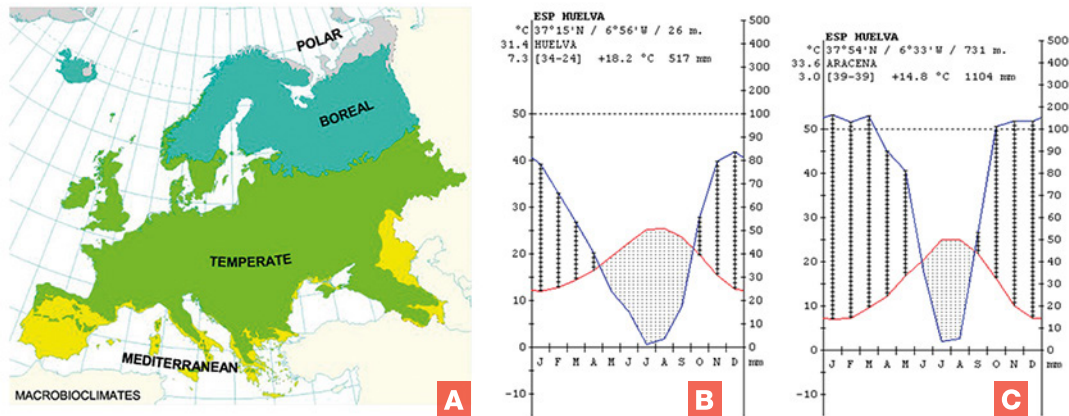 POLAR
BOREAL
TEMPERATE
MEDITERRANEAN
MACROBIOCLIMATES
A
ESP HUELVA
°C 37°15'N / 6°56'W / 26 m.
31.4 HUELVA
7.3 [34-24] +18.2 °C 517 mm
500
400
300
200
50 100
90
40 80
70
30 60
50
20 40
30
10 20
10
0 0
J F M A M J J A S O N D mm
-10
B
ESP HUELVA
°C 37°54'N / 6°33'W / 731 m.
33.6 ARACENA
3.0 [39-39] +14.8 °C 1104 mm
500
400
300
200
50 100
90
40 80
70
30 60
50
20 40
30
10 20
10
0 0
J F M A M J J A S O N D mm
-10
C